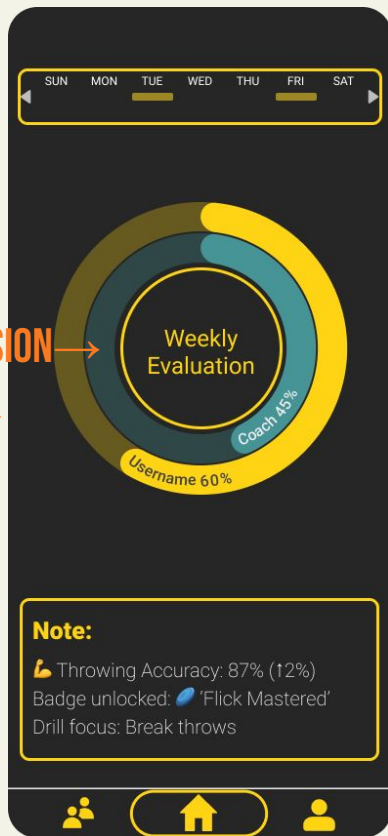 SUN MON TUE WED THU FRI SAT
SION
Weekly
Evaluation
Coach 45%
Username 60%
Note:
💪 Throwing Accuracy: 87% (↑2%)
Badge unlocked: 🏉 ‘Flick Mastered’
Drill focus: Break throws